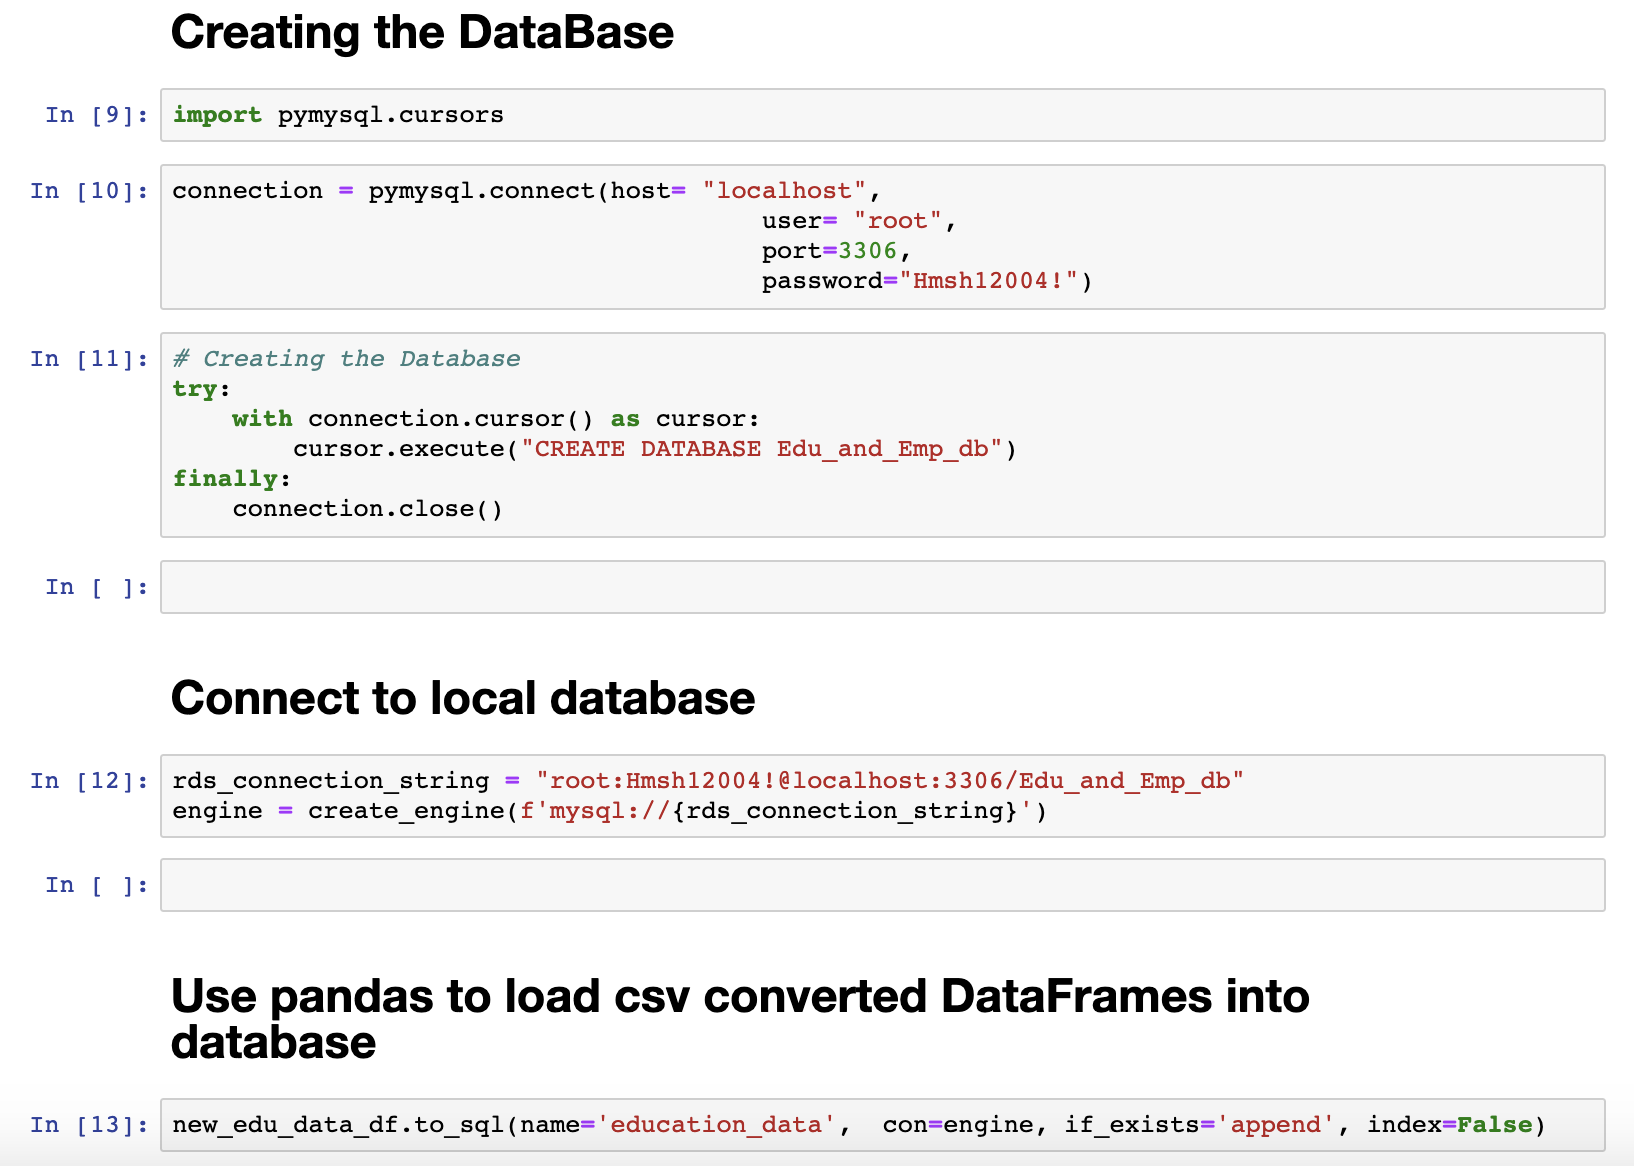 Creating the DataBase
In [9]: import pymysql.cursors
In [10]: connection = pymysql.connect(host= "localhost",
user= "root",
port=3306,
password="Hmsh12004!")
In [11]: # Creating the Database
try:
with connection.cursor() as cursor:
cursor.execute("CREATE DATABASE Edu_and_Emp_db")
finally:
connection.close()
In [ ]:
Connect to local database
In [12]: rds_connection_string = "root:Hmsh12004!@localhost:3306/Edu_and_Emp_db"
engine = create_engine(f'mysql://{rds_connection_string}')
In [ ]:
Use pandas to load csv converted DataFrames into
database
In [13]: new_edu_data_df.to_sql(name='education_data',  con=engine, if_exists='append', index=False)